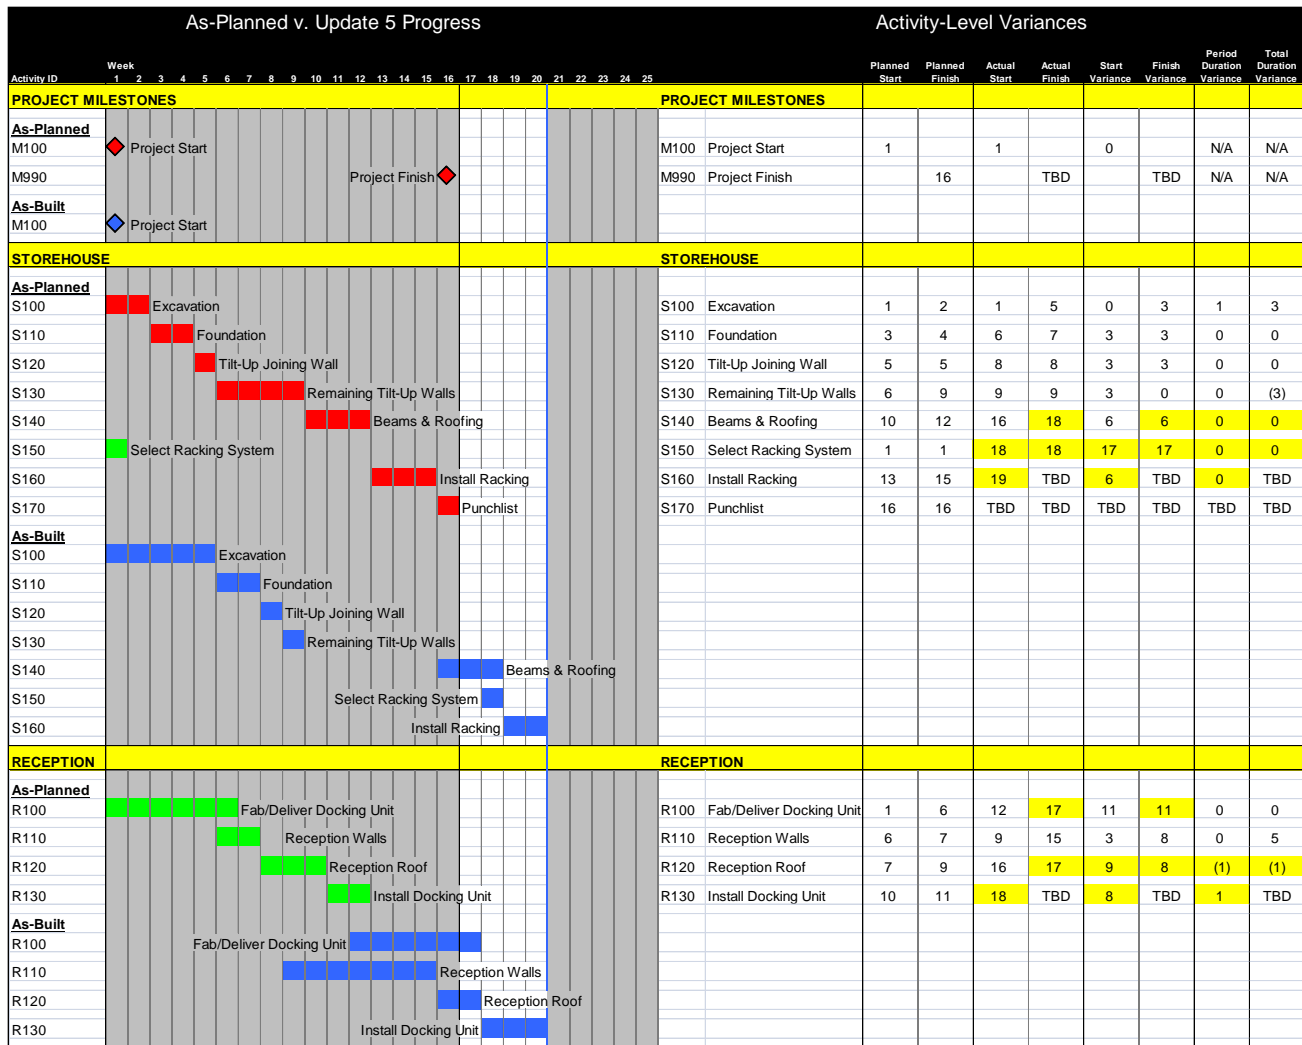 As-Planned v. Update 5 Progress Activity-Level Variances
Week Planned Start Planned Finish Actual Start Actual Finish Start Variance Finish Variance Period Duration Variance Total Duration Variance
Activity ID 1 2 3 4 5 6 7 8 9 10 11 12 13 14 15 16 17 18 19 20 21 22 23 24 25
PROJECT MILESTONES PROJECT MILESTONES
As-Planned
M100 Project Start M100 Project Start 1 1 0 N/A N/A
M990 Project Finish M990 Project Finish 16 TBD TBD N/A N/A
As-Built
M100 Project Start
STOREHOUSE STOREHOUSE
As-Planned
S100 Excavation S100 Excavation 1 2 1 5 0 3 1 3
S110 Foundation S110 Foundation 3 4 6 7 3 3 0 0
S120 Tilt-Up Joining Wall S120 Tilt-Up Joining Wall 5 5 8 8 3 3 0 0
S130 Remaining Tilt-Up Walls S130 Remaining Tilt-Up Walls 6 9 9 9 3 0 0 (3)
S140 Beams & Roofing S140 Beams & Roofing 10 12 16 18 6 6 0 0
S150 Select Racking System S150 Select Racking System 1 1 18 18 17 17 0 0
S160 Install Racking S160 Install Racking 13 15 19 TBD 6 TBD 0 TBD
S170 Punchlist S170 Punchlist 16 16 TBD TBD TBD TBD TBD TBD
As-Built
S100 Excavation
S110 Foundation
S120 Tilt-Up Joining Wall
S130 Remaining Tilt-Up Walls
S140 Beams & Roofing
S150 Select Racking System
S160 Install Racking
RECEPTION RECEPTION
As-Planned
R100 Fab/Deliver Docking Unit R100 Fab/Deliver Docking Unit 1 6 12 17 11 11 0 0
R110 Reception Walls R110 Reception Walls 6 7 9 15 3 8 0 5
R120 Reception Roof R120 Reception Roof 7 9 16 17 9 8 (1) (1)
R130 Install Docking Unit R130 Install Docking Unit 10 11 18 TBD 8 TBD 1 TBD
As-Built
R100 Fab/Deliver Docking Unit
R110 Reception Walls
R120 Reception Roof
R130 Install Docking Unit